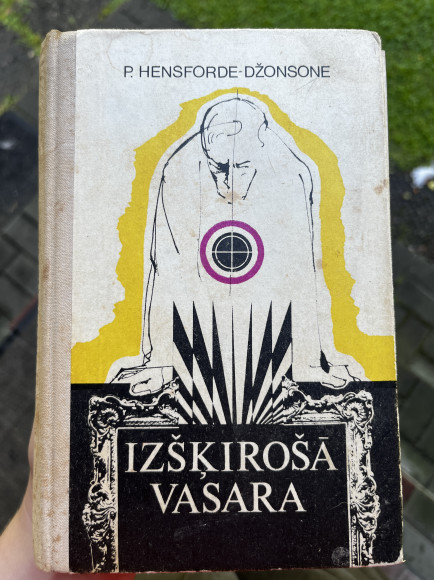 P. HENSFORDE-DŽONSONE
IZŠĶIROŠĀ
VASARA